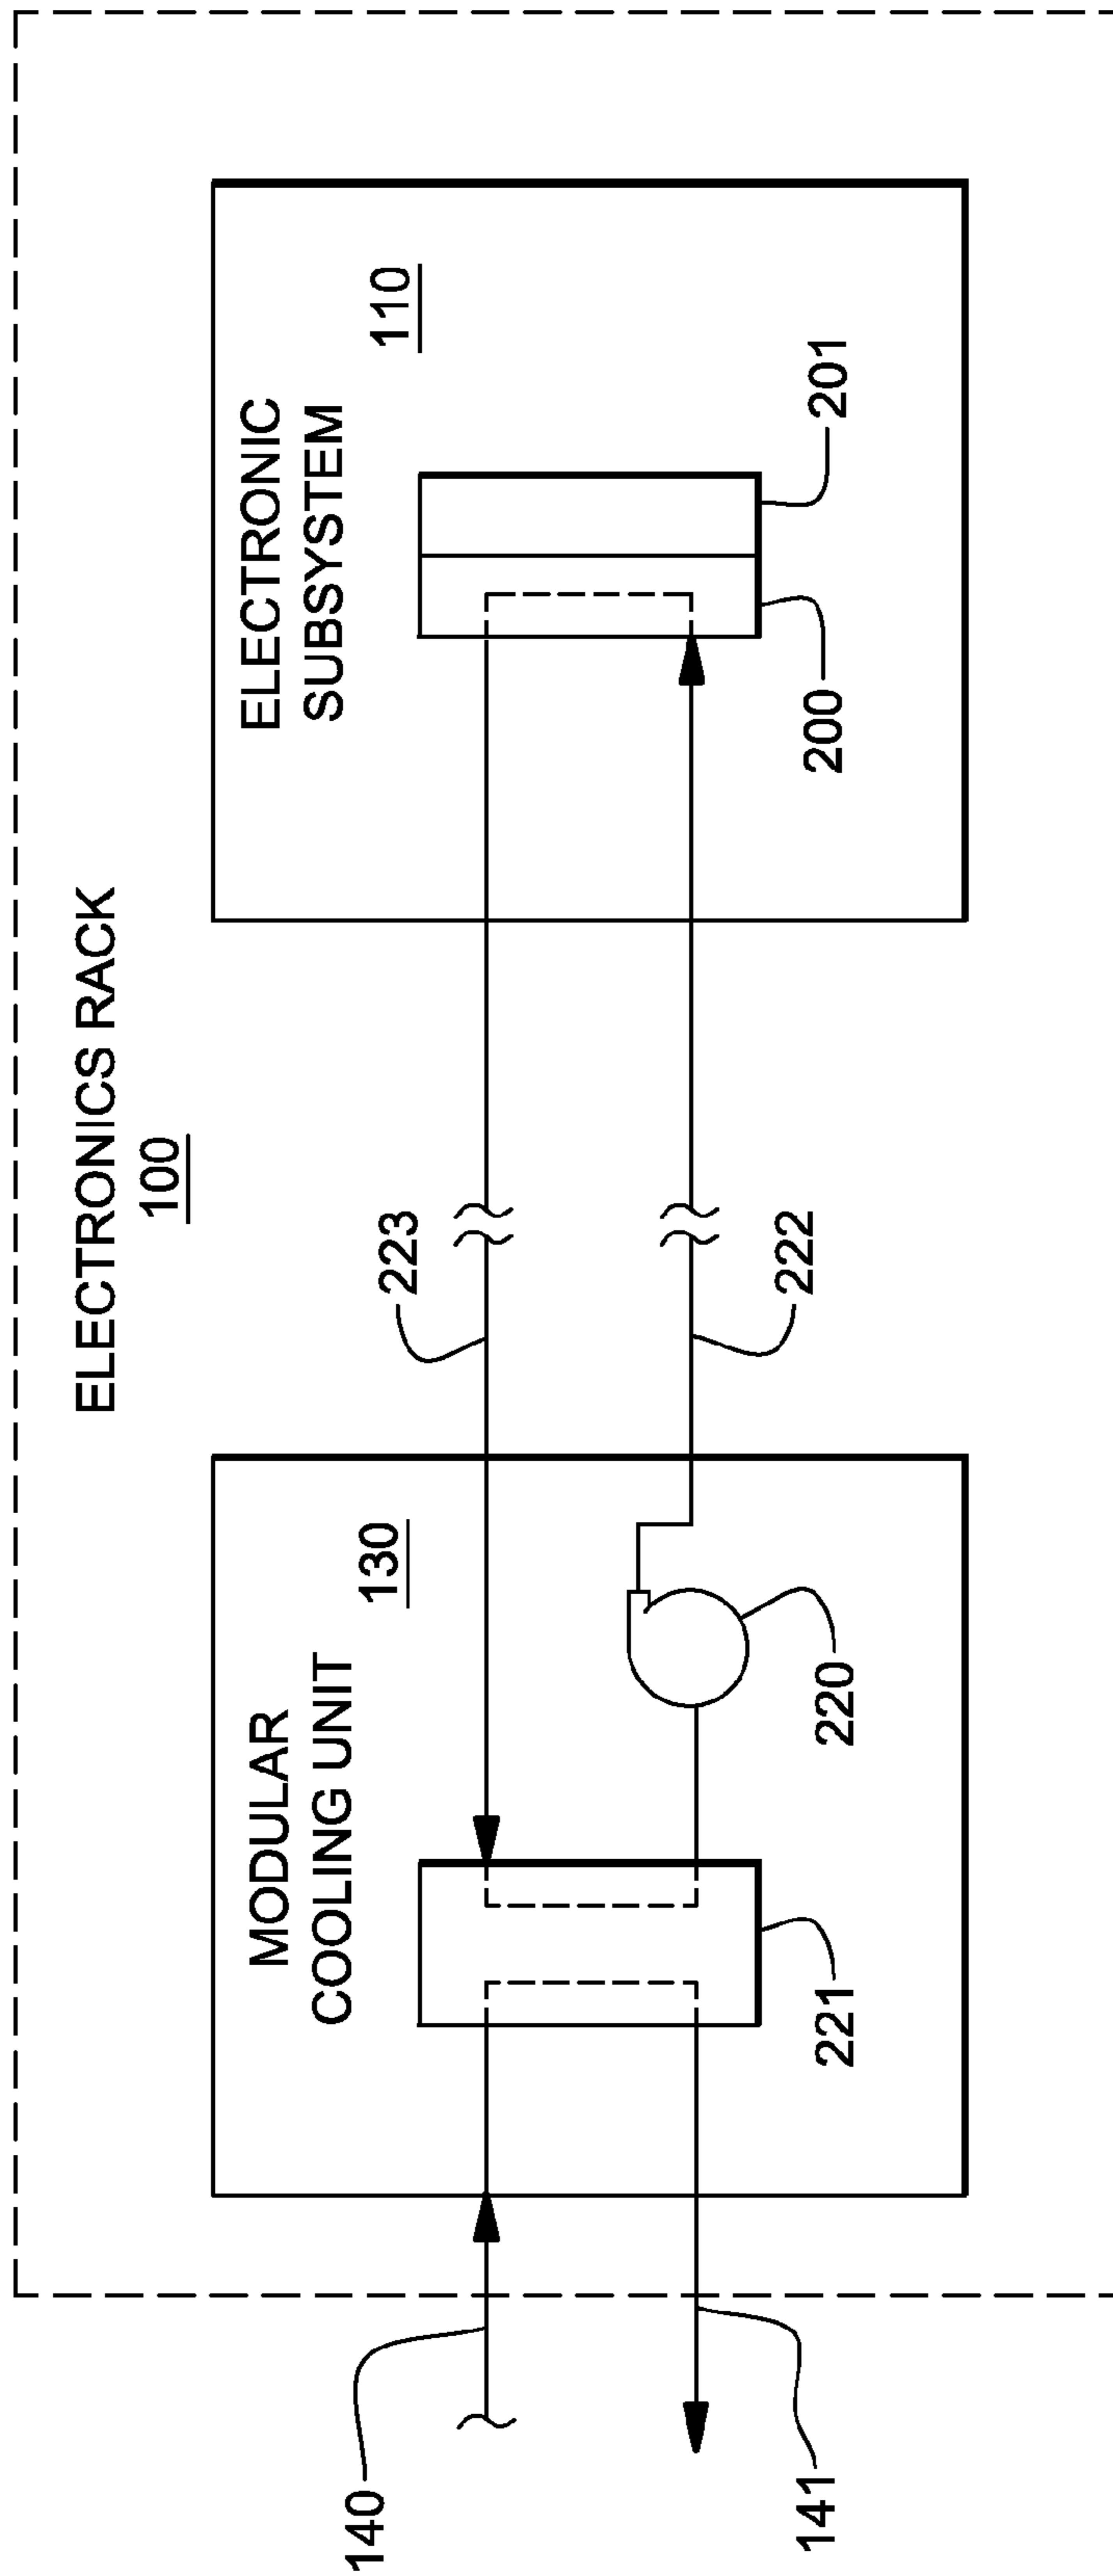 ELECTRONICS RACK
100
MODULAR
COOLING UNIT
130
ELECTRONIC
SUBSYSTEM
110
223
222
140
141
221
220
200
201